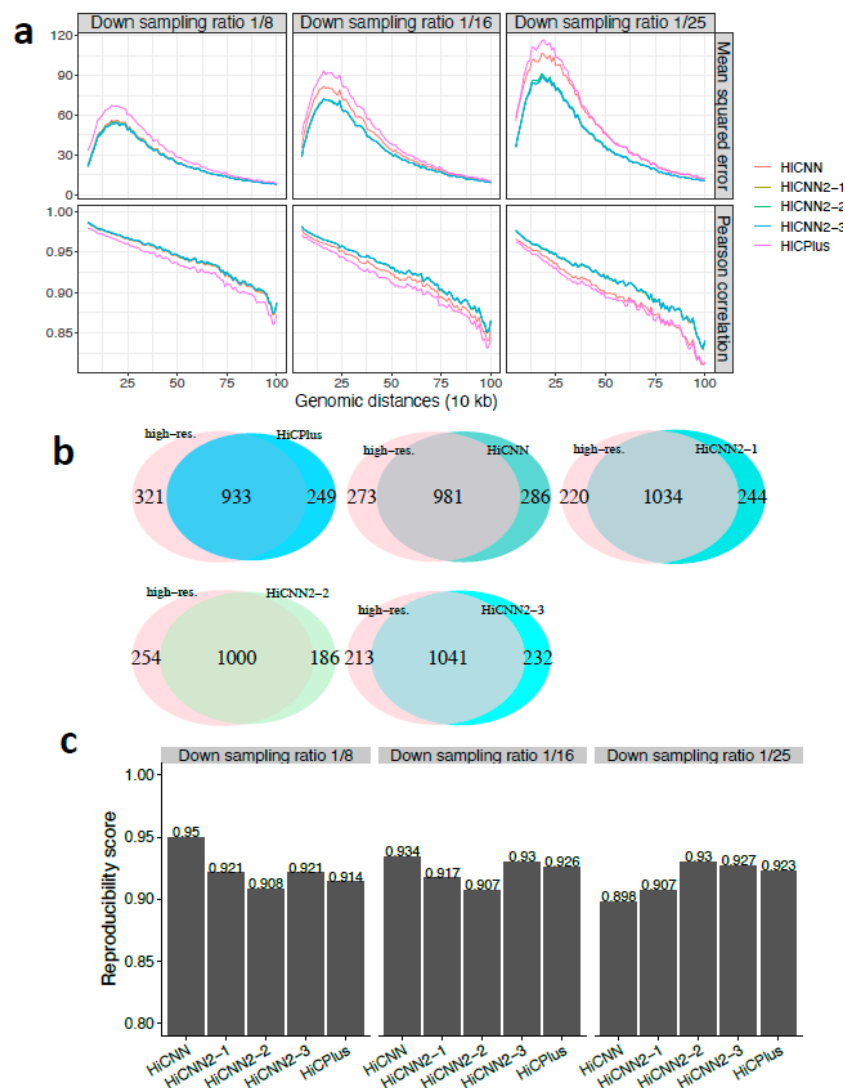 a
Down sampling ratio 1/8 Down sampling ratio 1/16 Down sampling ratio 1/25
120
90
60
30
0
Mean squared error
1.00
0.95
0.90
0.85
Pearson correlation
25 50 75 100 25 50 75 100 25 50 75 100
Genomic distances (10 kb)
HICNN
HICNN2-1
HICNN2-2
HICNN2-3
HICPlus
b
high-res. HiCPlus
321 933 249
high-res. HiCNN
273 981 286
high-res. HiCNN2-1
220 1034 244
high-res. HiCNN2-2
254 1000 186
high-res. HiCNN2-3
213 1041 232
c
Down sampling ratio 1/8 Down sampling ratio 1/16 Down sampling ratio 1/25
Reproducibility score
1.00
0.95
0.90
0.85
0.80
0.95 0.921 0.908 0.921 0.914
0.934 0.917 0.907 0.93 0.926
0.898 0.907 0.93 0.927 0.923
HiCNN HiCNN2-1 HiCNN2-2 HiCNN2-3 HiCPlus
HiCNN HiCNN2-1 HiCNN2-2 HiCNN2-3 HiCPlus
HiCNN HiCNN2-1 HiCNN2-2 HiCNN2-3 HiCPlus